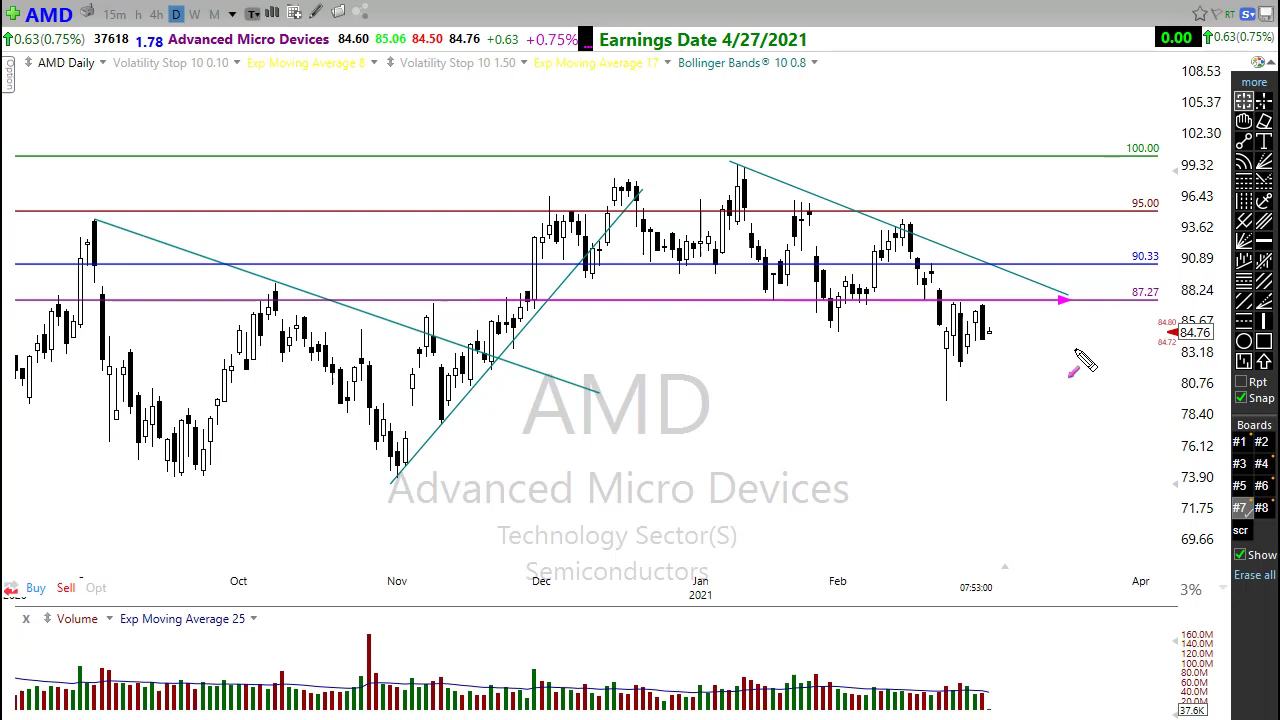 AMD 15m h 4h D W M T RT S
0.63(0.75%) 37618 1.78 Advanced Micro Devices 84.60 85.06 84.50 84.76 +0.63 +0.75% Earnings Date 4/27/2021 0.00 0.63(0.75%)
Option
AMD Daily Volatility Stop 10 0.10 Exp Moving Average 8 Volatility Stop 10 1.50 Exp Moving Average 17 Bollinger Bands® 10 0.8
108.53
105.37
102.30
100.00
99.32
96.43
95.00
93.62
90.33
90.89
87.27
88.24
85.67
84.80
84.76
84.72
83.18
80.76
78.40
76.12
73.90
71.75
69.66
AMD
Advanced Micro Devices
Technology Sector(S)
Semiconductors
Oct Nov Dec Jan Feb Apr
2021
07:53:00
Buy Sell Opt
3%
X Volume Exp Moving Average 25
160.0M
140.0M
120.0M
100.0M
80.0M
60.0M
40.0M
37.6K
more
T
Rpt
Snap
Boards
#1 #2
#3 #4
#5 #6
#7 #8
scr
Show
Erase all